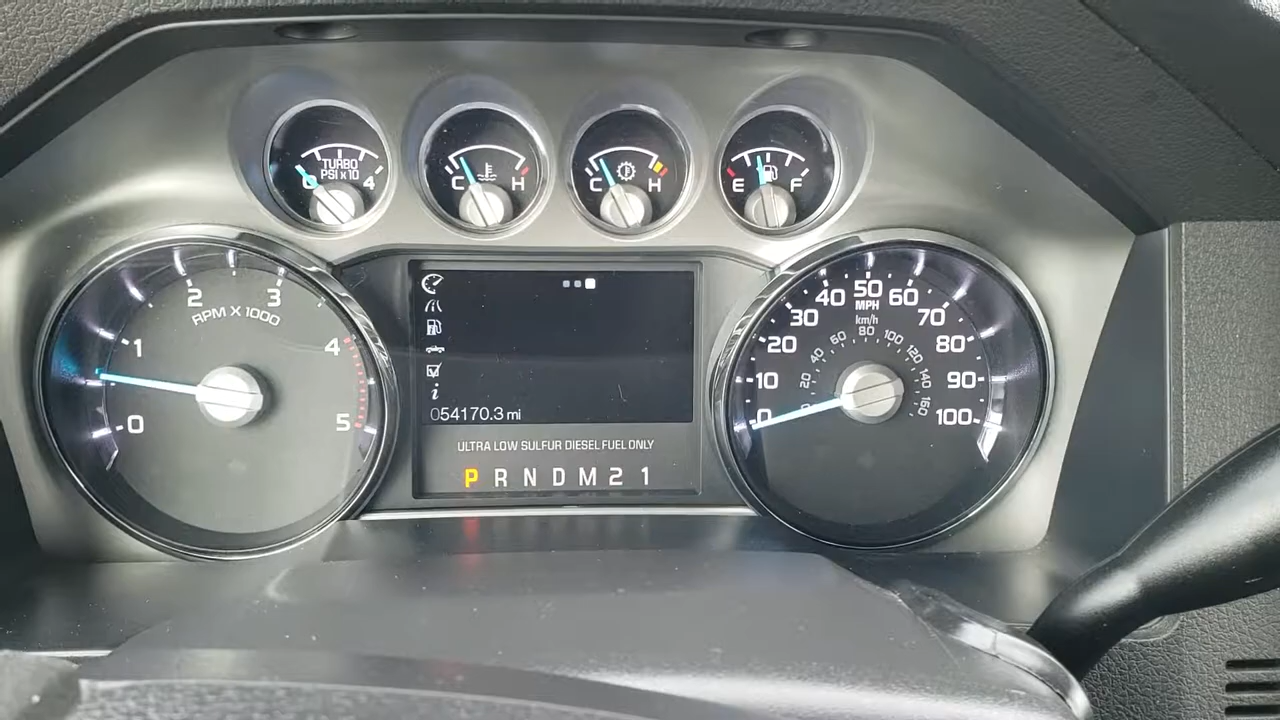 TURBO
PSI x 10
0 4
C H
C H
E F
0 1 2 3 4 5
RPM X 1000
054170.3 mi
ULTRA LOW SULFUR DIESEL FUEL ONLY
P R N D M 2 1
0 10 20 30 40 50 60 70 80 90 100
MPH
km/h
0 20 40 60 80 100 120 140 160